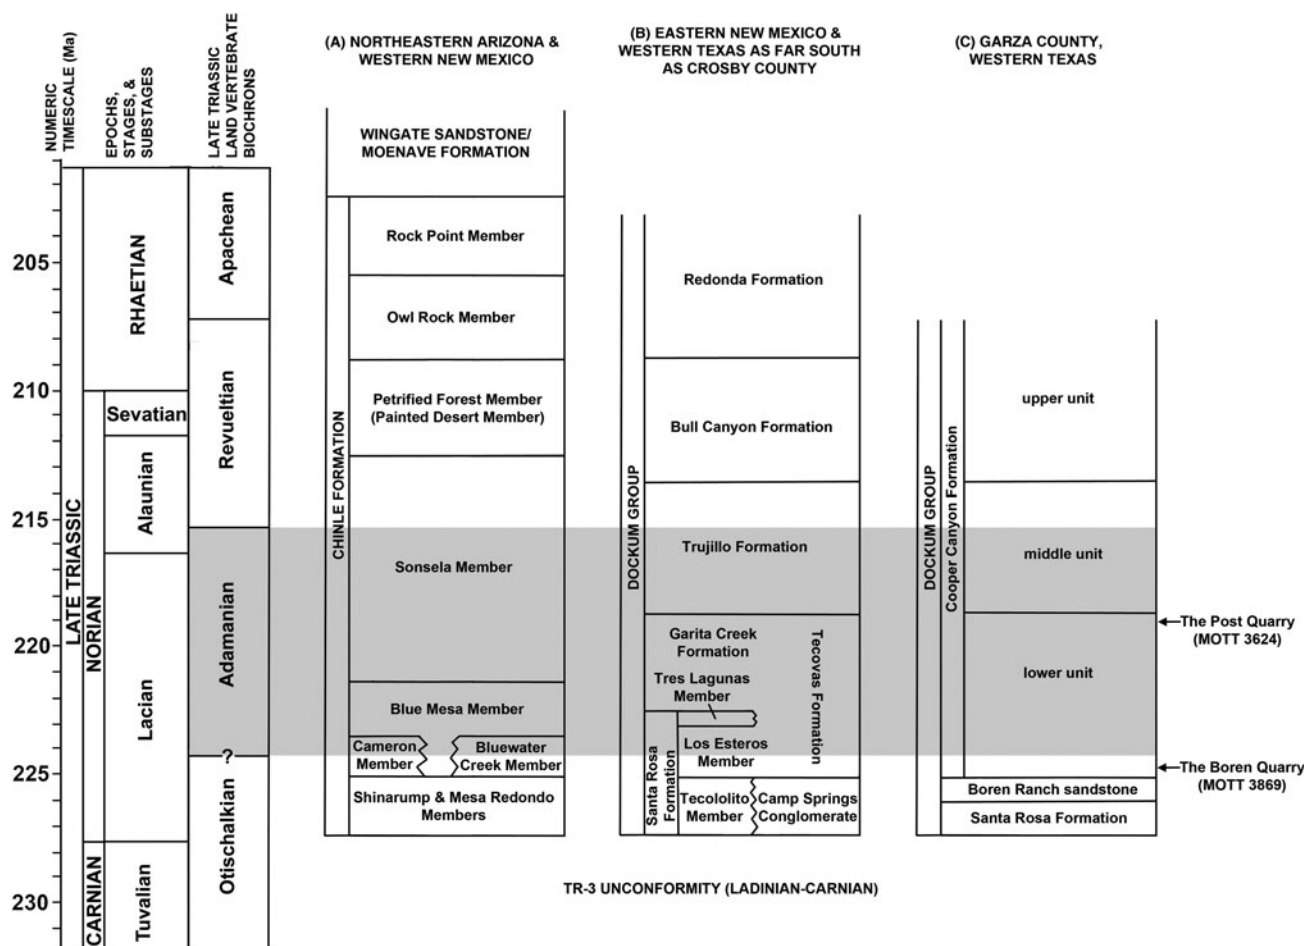 NUMERIC
TIMESCALE (Ma)
EPOCHS,
STAGES, &
SUBSTAGES
LATE TRIASSIC
LAND VERTEBRATE
BIOCHRONS
(A) NORTHEASTERN ARIZONA &
WESTERN NEW MEXICO
(B) EASTERN NEW MEXICO &
WESTERN TEXAS AS FAR SOUTH
AS CROSBY COUNTY
(C) GARZA COUNTY,
WESTERN TEXAS
205
210
215
220
225
230
LATE TRIASSIC
RHAETIAN
NORIAN
CARNIAN
Sevatian
Alaunian
Lacian
Tuvalian
Apachean
Revueltian
Adamanian
?
Otischalkian
CHINLE FORMATION
WINGATE SANDSTONE/
MOENAVE FORMATION
Rock Point Member
Owl Rock Member
Petrified Forest Member
(Painted Desert Member)
Sonsela Member
Blue Mesa Member
Cameron
Member
Bluewater
Creek Member
Shinarump & Mesa Redondo
Members
DOCKUM GROUP
Redonda Formation
Bull Canyon Formation
Trujillo Formation
Garita Creek
Formation
Tecovas Formation
Tres Lagunas
Member
Santa Rosa
Formation
Los Esteros
Member
Tecololito
Member
Camp Springs
Conglomerate
DOCKUM GROUP
Cooper Canyon Formation
upper unit
middle unit
lower unit
Boren Ranch sandstone
Santa Rosa Formation
The Post Quarry
(MOTT 3624)
The Boren Quarry
(MOTT 3869)
TR-3 UNCONFORMITY (LADINIAN-CARNIAN)